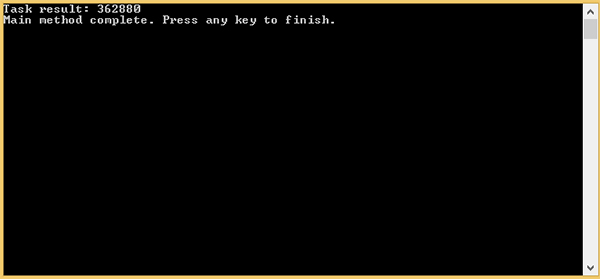 Task result: 362880
Main method complete. Press any key to finish.